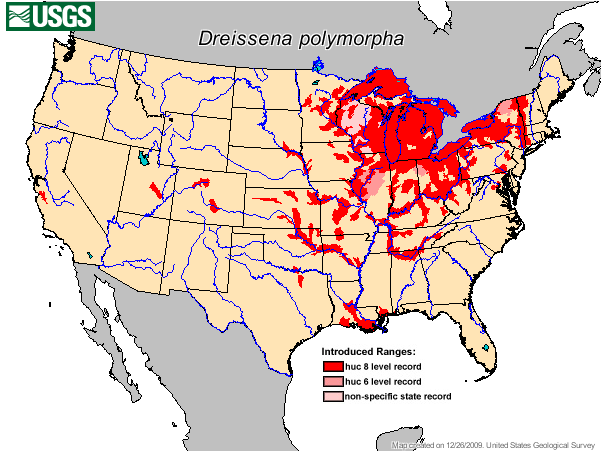 USGS
Dreissena polymorpha
Introduced Ranges:
huc 8 level record
huc 6 level record
non-specific state record
Map created on 12/26/2009. United States Geological Survey